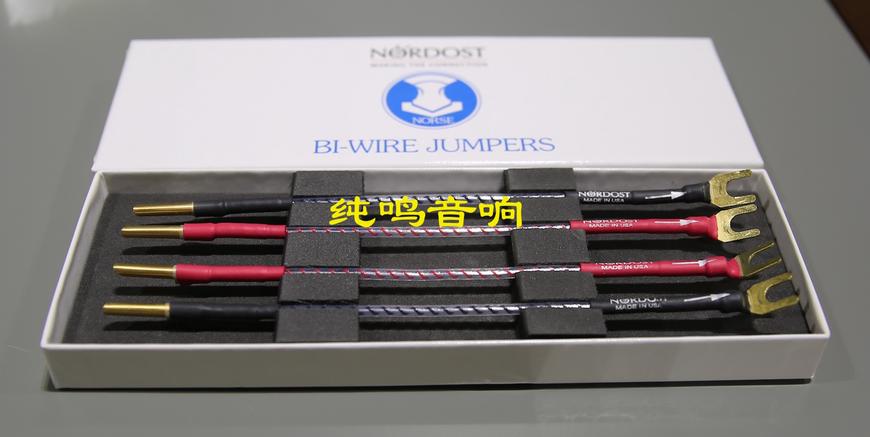 NORDOST
MAKING THE CONNECTION
NORSE
BI-WIRE JUMPERS
NORDOST
MADE IN USA
纯鸣音响
NORDOST
MADE IN USA
NORDOST
MADE IN USA
NORDOST
MADE IN USA